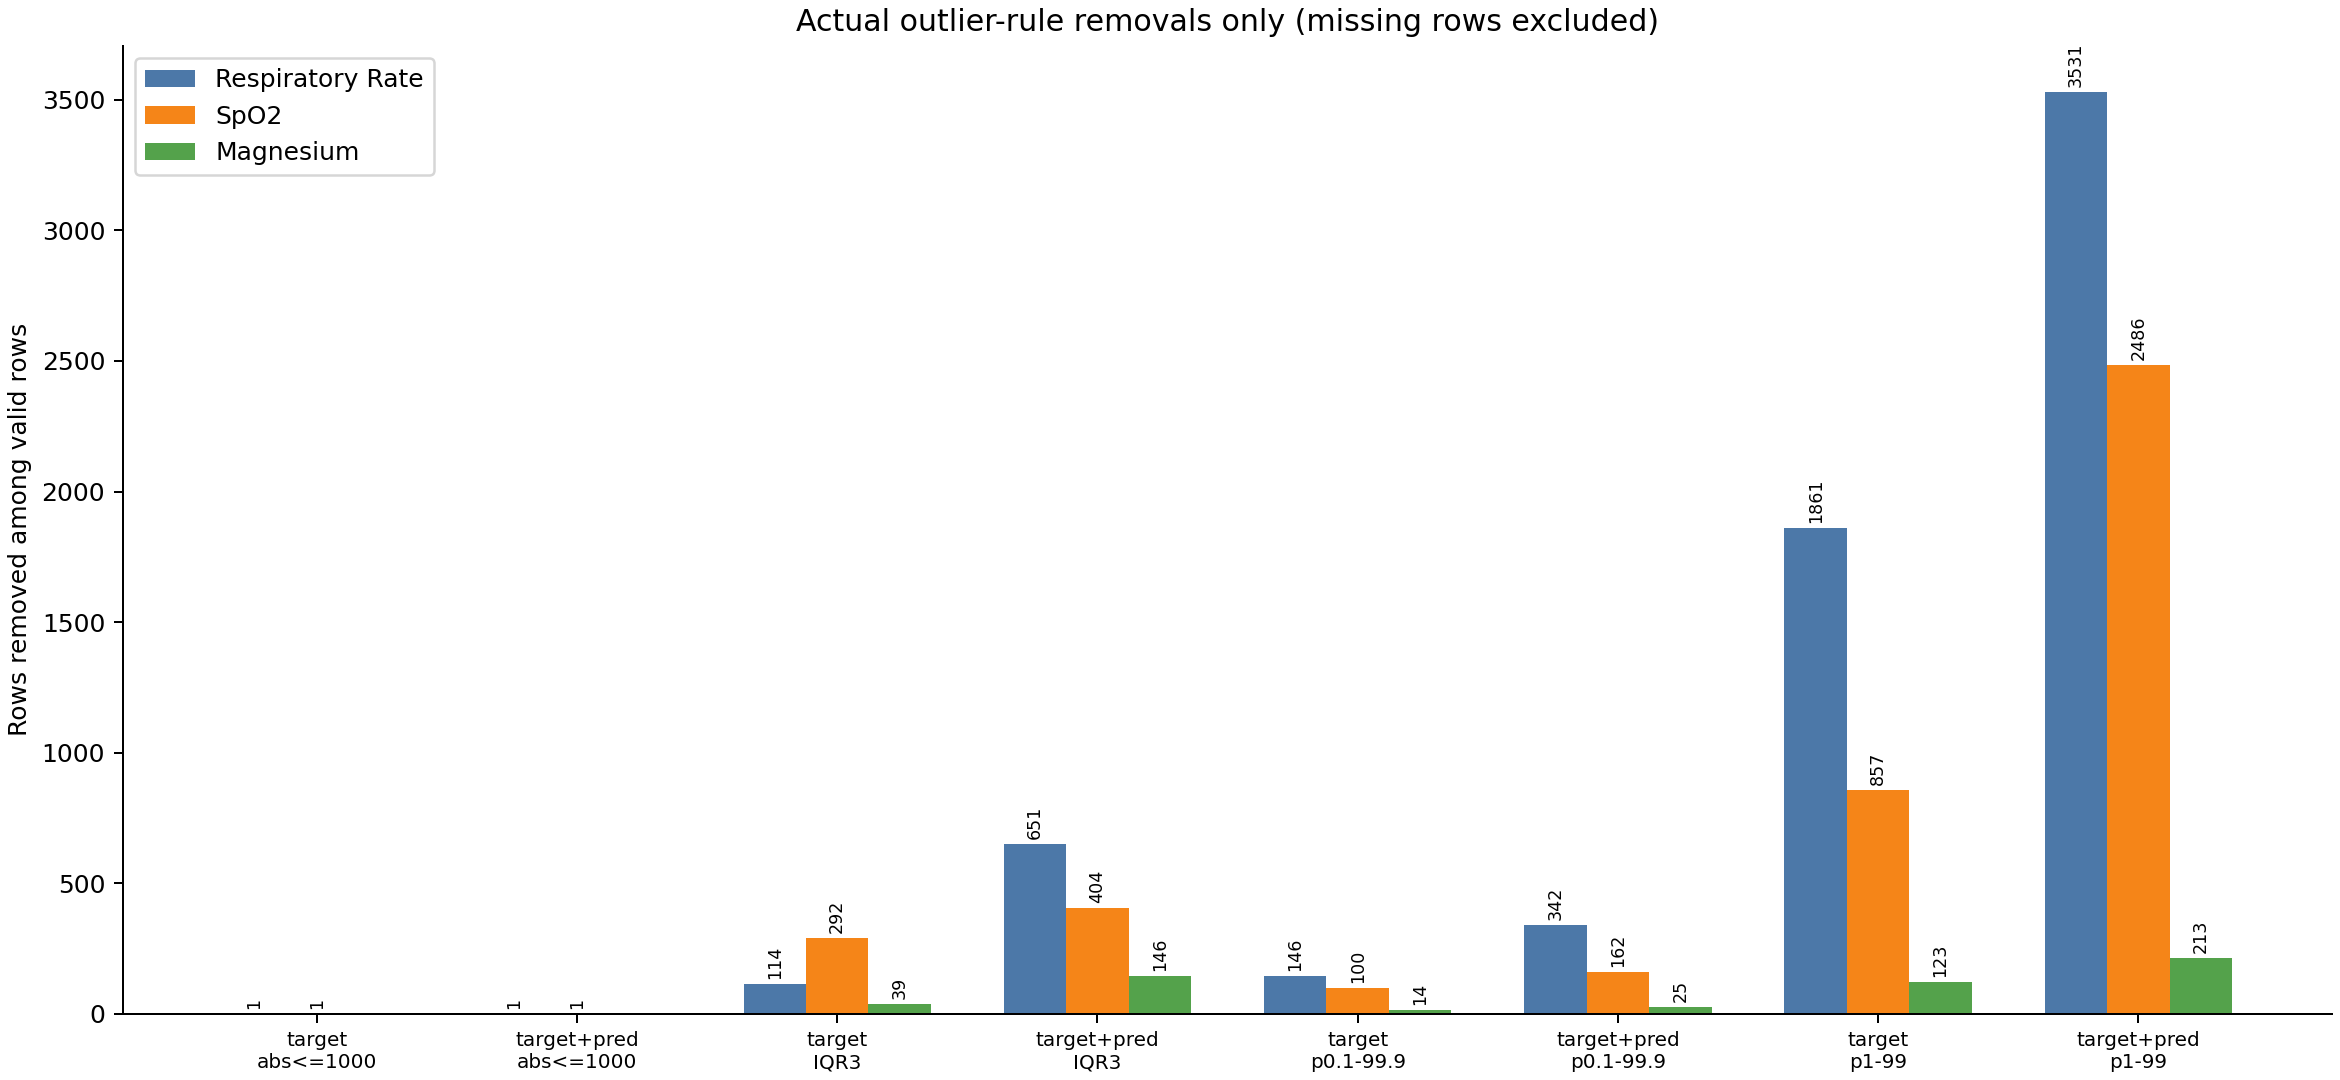 Actual outlier-rule removals only (missing rows excluded)
Respiratory Rate
SpO2
Magnesium
Rows removed among valid rows
3500
3000
2500
2000
1500
1000
500
0
1
1
1
1
114
292
39
651
404
146
146
100
14
342
162
25
1861
857
123
3531
2486
213
target
abs<=1000
target+pred
abs<=1000
target
IQR3
target+pred
IQR3
target
p0.1-99.9
target+pred
p0.1-99.9
target
p1-99
target+pred
p1-99